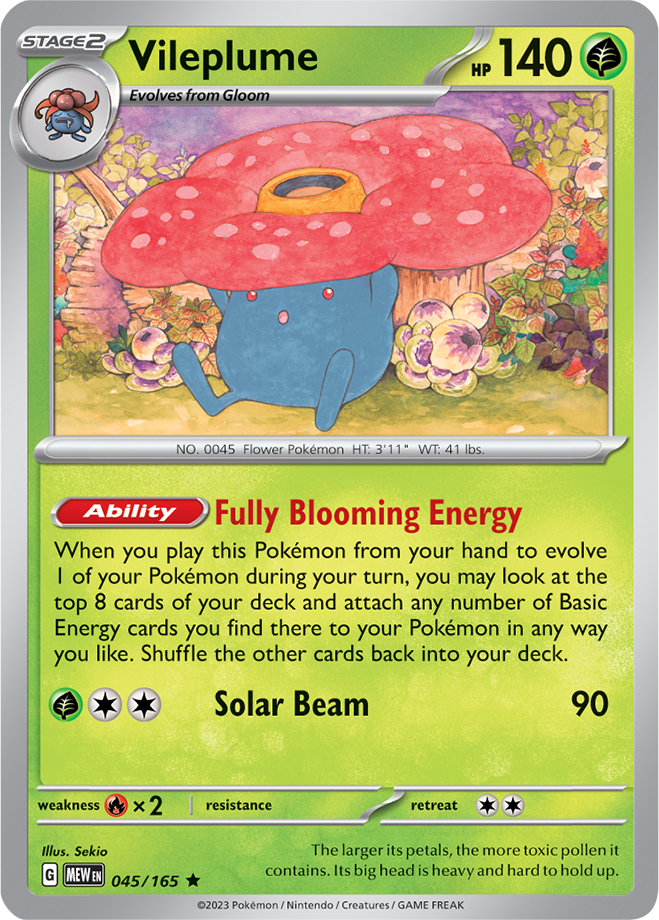 STAGE2 Vileplume HP 140
Evolves from Gloom
NO. 0045 Flower Pokémon HT: 3'11" WT: 41 lbs.
Ability Fully Blooming Energy
When you play this Pokémon from your hand to evolve
1 of your Pokémon during your turn, you may look at the
top 8 cards of your deck and attach any number of Basic
Energy cards you find there to your Pokémon in any way
you like. Shuffle the other cards back into your deck.
Solar Beam 90
weakness ×2 resistance retreat
Illus. Sekio
The larger its petals, the more toxic pollen it
contains. Its big head is heavy and hard to hold up.
G MEW EN 045/165 ★
©2023 Pokémon / Nintendo / Creatures / GAME FREAK